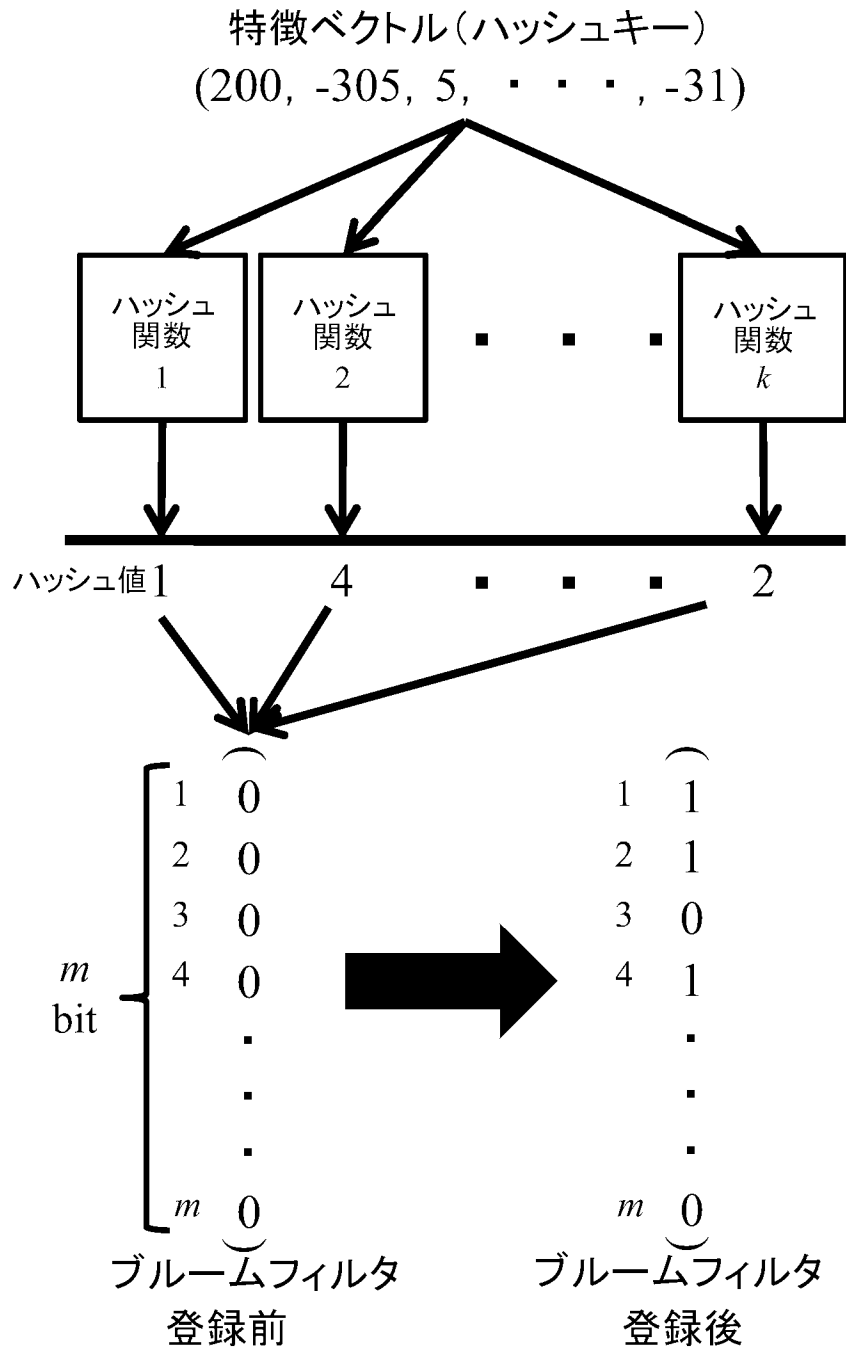 特徴ベクトル（ハッシュキー）
(200, -305, 5, ・ ・ ・ , -31)
ハッシュ
関数
1
ハッシュ
関数
2
・ ・ ・
ハッシュ
関数
k
ハッシュ値 1 4 ・ ・ ・ 2
m
bit
1 0
2 0
3 0
4 0
・
・
・
m 0
ブルームフィルタ
登録前
1 1
2 1
3 0
4 1
・
・
・
m 0
ブルームフィルタ
登録後